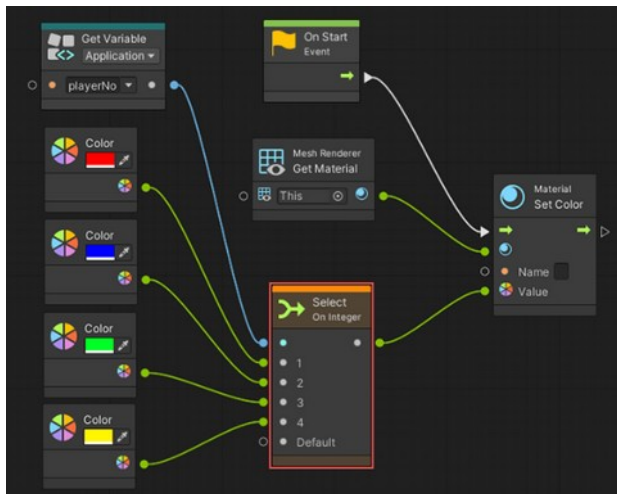 Get Variable
Application
playerNo
On Start
Event
Color
Mesh Renderer
Get Material
This
Color
Material
Set Color
Name
Value
Color
Select
On Integer
1
2
3
4
Default
Color